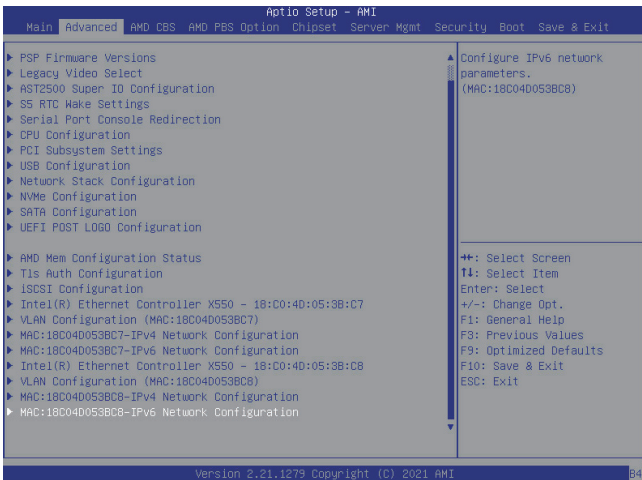 Aptio Setup – AMI
Main Advanced AMD CBS AMD PBS Option Chipset Server Mgmt Security Boot Save & Exit
▶ PSP Firmware Versions
▶ Legacy Video Select
▶ AST2500 Super IO Configuration
▶ S5 RTC Wake Settings
▶ Serial Port Console Redirection
▶ CPU Configuration
▶ PCI Subsystem Settings
▶ USB Configuration
▶ Network Stack Configuration
▶ NVMe Configuration
▶ SATA Configuration
▶ UEFI POST LOGO Configuration
▶ AMD Mem Configuration Status
▶ Tls Auth Configuration
▶ iSCSI Configuration
▶ Intel(R) Ethernet Controller X550 – 18:C0:4D:05:3B:C7
▶ VLAN Configuration (MAC:18C04D053BC7)
▶ MAC:18C04D053BC7-IPv4 Network Configuration
▶ MAC:18C04D053BC7-IPv6 Network Configuration
▶ Intel(R) Ethernet Controller X550 – 18:C0:4D:05:3B:C8
▶ VLAN Configuration (MAC:18C04D053BC8)
▶ MAC:18C04D053BC8-IPv4 Network Configuration
▶ MAC:18C04D053BC8-IPv6 Network Configuration
Configure IPv6 network
parameters.
(MAC:18C04D053BC8)
→←: Select Screen
↑↓: Select Item
Enter: Select
+/-: Change Opt.
F1: General Help
F3: Previous Values
F9: Optimized Defaults
F10: Save & Exit
ESC: Exit
Version 2.21.1279 Copyright (C) 2021 AMI
B4